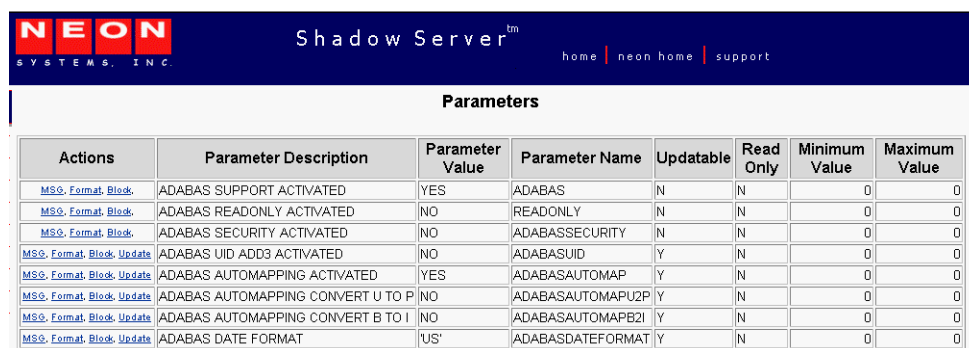 NEON
SYSTEMS, INC.
Shadow Server tm
home | neon home | support
Parameters
Actions Parameter Description Parameter Value Parameter Name Updatable Read Only Minimum Value Maximum Value
MSG, Format, Block, ADABAS SUPPORT ACTIVATED YES ADABAS N N 0 0
MSG, Format, Block, ADABAS READONLY ACTIVATED NO READONLY N N 0 0
MSG, Format, Block, ADABAS SECURITY ACTIVATED NO ADABASSECURITY N N 0 0
MSG, Format, Block, Update ADABAS UID ADD3 ACTIVATED NO ADABASUID Y N 0 0
MSG, Format, Block, Update ADABAS AUTOMAPPING ACTIVATED YES ADABASAUTOMAP Y N 0 0
MSG, Format, Block, Update ADABAS AUTOMAPPING CONVERT U TO P NO ADABASAUTOMAPU2P Y N 0 0
MSG, Format, Block, Update ADABAS AUTOMAPPING CONVERT B TO I NO ADABASAUTOMAPB2I Y N 0 0
MSG, Format, Block, Update ADABAS DATE FORMAT 'US' ADABASDATEFORMAT Y N 0 0